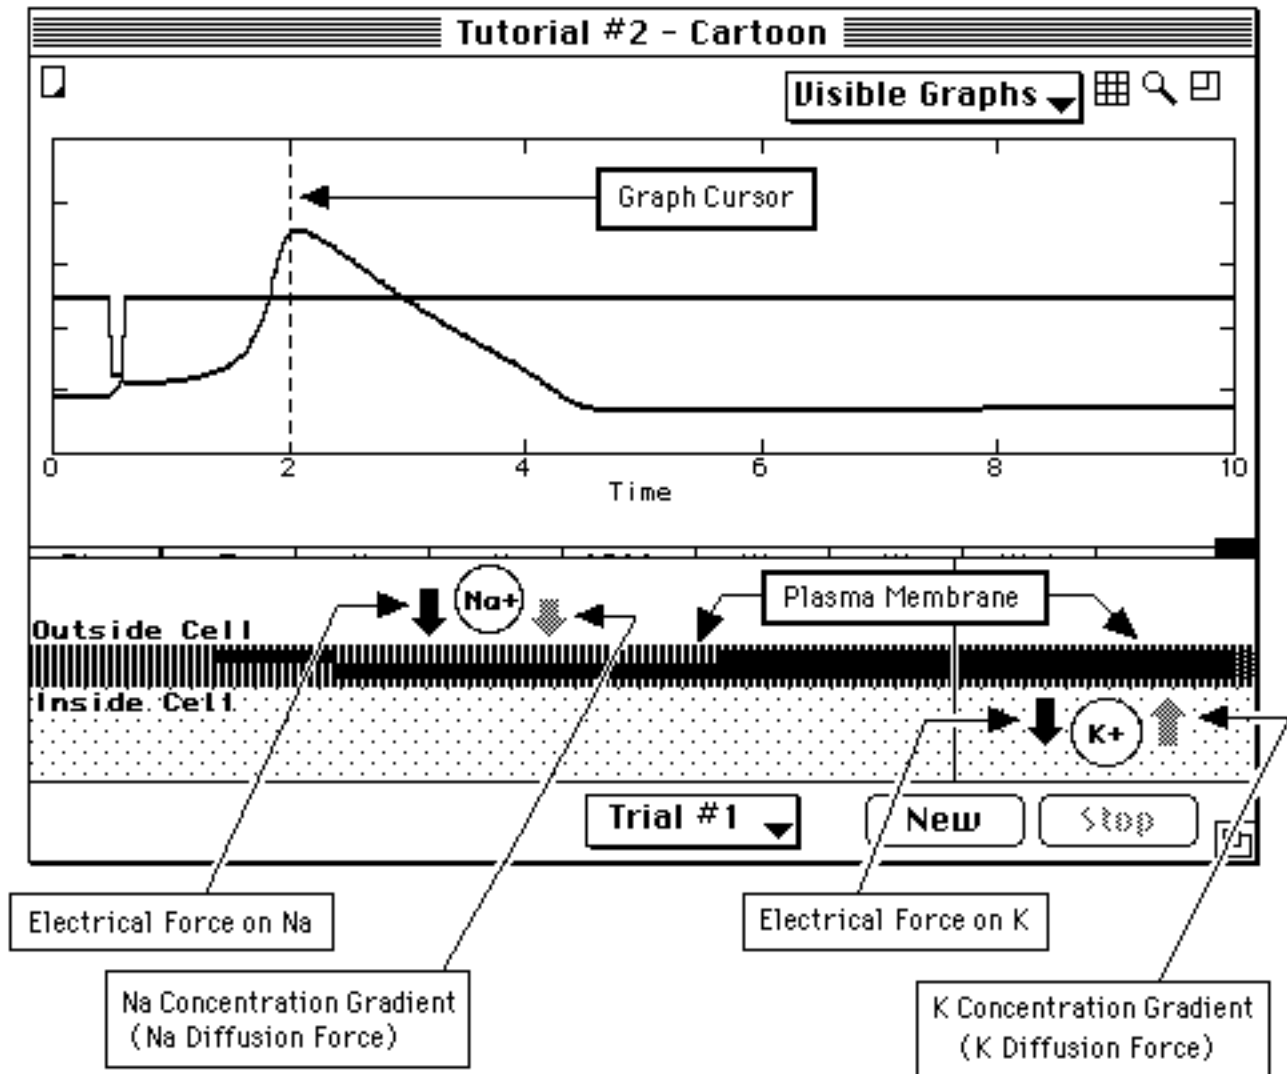 Tutorial #2 - Cartoon
Visible Graphs
Graph Cursor
0 2 4 6 8 10
Time
Na+
Plasma Membrane
Outside Cell
Inside Cell
K+
Trial #1
New
Stop
Electrical Force on Na
Electrical Force on K
Na Concentration Gradient
(Na Diffusion Force)
K Concentration Gradient
(K Diffusion Force)